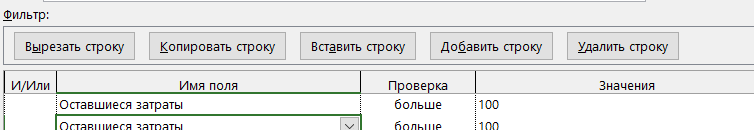 Фильтр:
Вырезать строку Копировать строку Вставить строку Добавить строку Удалить строку
И/Или Имя поля Проверка Значения
Оставшиеся затраты больше 100
Оставшиеся затраты больше 100